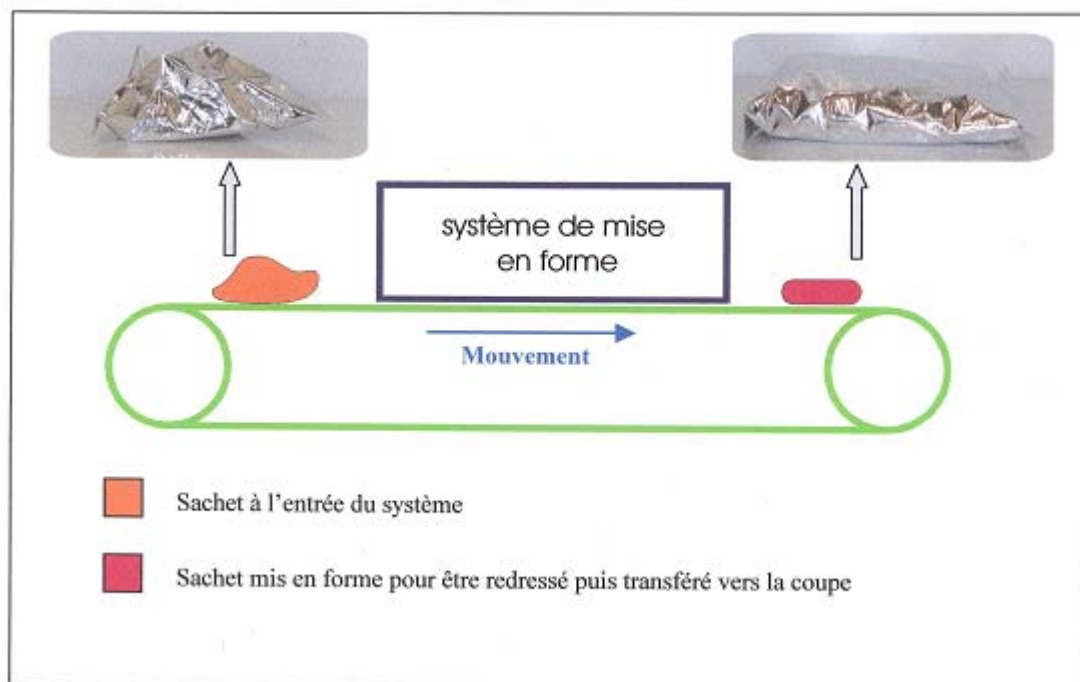 système de mise
en forme
Mouvement
Sachet à l'entrée du système
Sachet mis en forme pour être redressé puis transféré vers la coupe